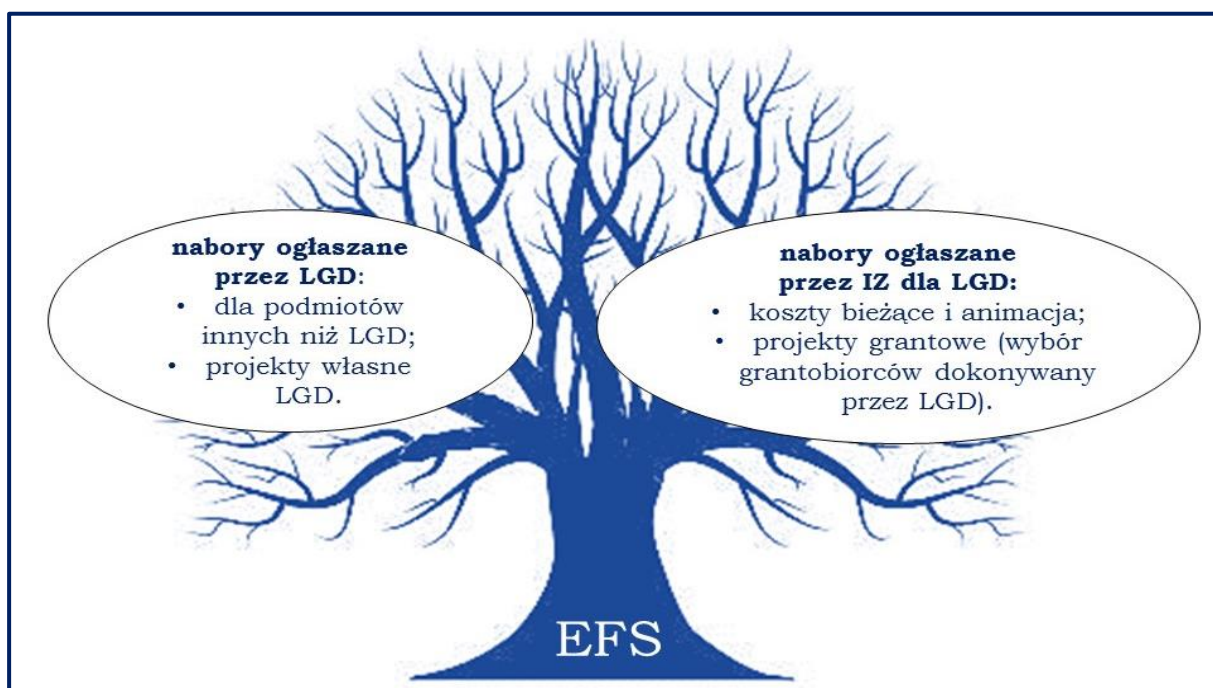 nabory ogłaszane
przez LGD:
• dla podmiotów
innych niż LGD;
• projekty własne
LGD.
nabory ogłaszane
przez IZ dla LGD:
• koszty bieżące i animacja;
• projekty grantowe (wybór
grantobiorców dokonywany
przez LGD).
EFS